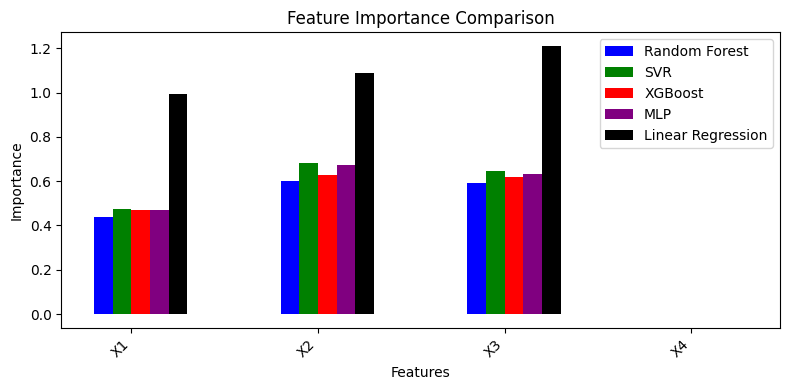 Feature Importance Comparison
Importance
1.2
1.0
0.8
0.6
0.4
0.2
0.0
Random Forest
SVR
XGBoost
MLP
Linear Regression
X1
X2
X3
X4
Features